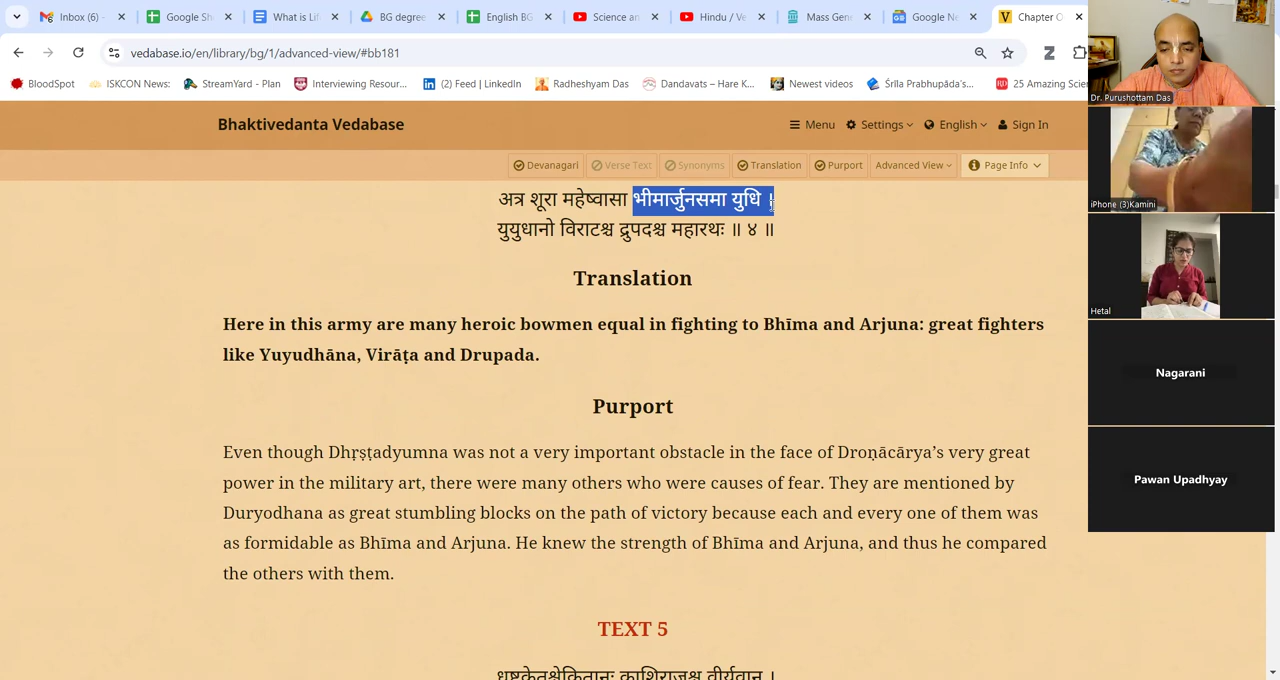 Inbox (6) -
Google Sh
What is Lif
BG degree
English BG
Science an
Hindu / Ve
Mass Gene
Google Ne
Chapter O
vedabase.io/en/library/bg/1/advanced-view/#bb181
BloodSpot
ISKCON News:
StreamYard - Plan
Interviewing Resour...
(2) Feed | LinkedIn
Radheshyam Das
Dandavats – Hare K...
Newest videos
Śrīla Prabhupāda's...
25 Amazing Scie
Bhaktivedanta Vedabase
Menu Settings English Sign In
Devanagari Verse Text Synonyms Translation Purport Advanced View Page Info
अत्र शूरा महेष्वासा भीमार्जुनसमा युधि ।
युयुधानो विराटश्च द्रुपदश्च महारथः ॥ ४ ॥
Translation
Here in this army are many heroic bowmen equal in fighting to Bhīma and Arjuna: great fighters
like Yuyudhāna, Virāṭa and Drupada.
Purport
Even though Dhṛṣṭadyumna was not a very important obstacle in the face of Droṇācārya’s very great
power in the military art, there were many others who were causes of fear. They are mentioned by
Duryodhana as great stumbling blocks on the path of victory because each and every one of them was
as formidable as Bhīma and Arjuna. He knew the strength of Bhīma and Arjuna, and thus he compared
the others with them.
TEXT 5
धृष्टकेतुश्चेकितानः काशिराजश्च वीर्यवान् ।
Dr. Purushottam Das
iPhone (3)Kamini
Hetal
Nagarani
Pawan Upadhyay